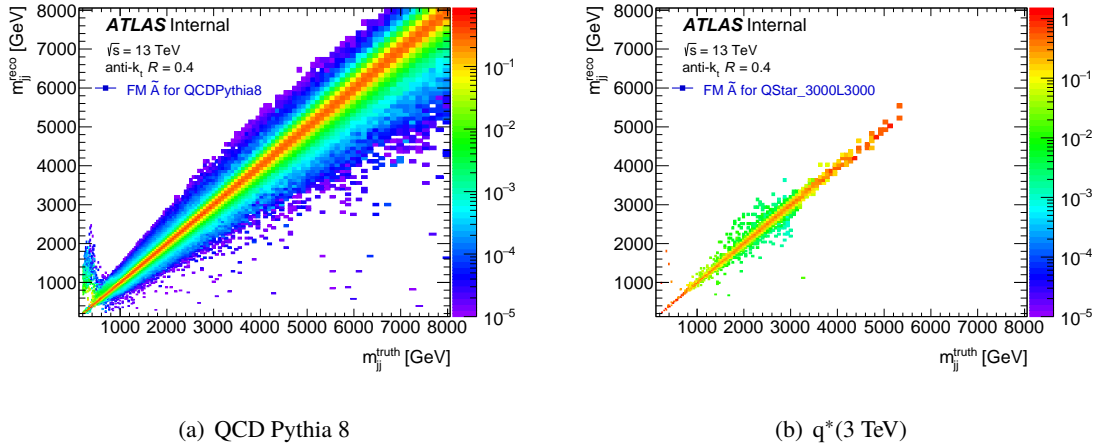 m_jj^reco [GeV]
8000
7000
6000
5000
4000
3000
2000
1000
ATLAS Internal
√s = 13 TeV
anti-k_t R = 0.4
FM Ã for QCDPythia8
10^−1
10^−2
10^−3
10^−4
10^−5
1000 2000 3000 4000 5000 6000 7000 8000
m_jj^truth [GeV]
(a) QCD Pythia 8
m_jj^reco [GeV]
8000
7000
6000
5000
4000
3000
2000
1000
ATLAS Internal
√s = 13 TeV
anti-k_t R = 0.4
FM Ã for QStar_3000L3000
1
10^−1
10^−2
10^−3
10^−4
10^−5
1000 2000 3000 4000 5000 6000 7000 8000
m_jj^truth [GeV]
(b) q*(3 TeV)